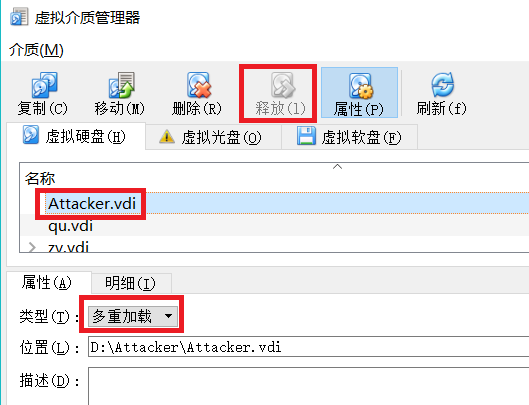 虚拟介质管理器
介质(M)
复制(C) 移动(M) 删除(R) 释放(l) 属性(P) 刷新(f)
虚拟硬盘(H) 虚拟光盘(O) 虚拟软盘(F)
名称
Attacker.vdi
qu.vdi
zy.vdi
属性(A) 明细(I)
类型(T): 多重加载
位置(L): D:\Attacker\Attacker.vdi
描述(D):